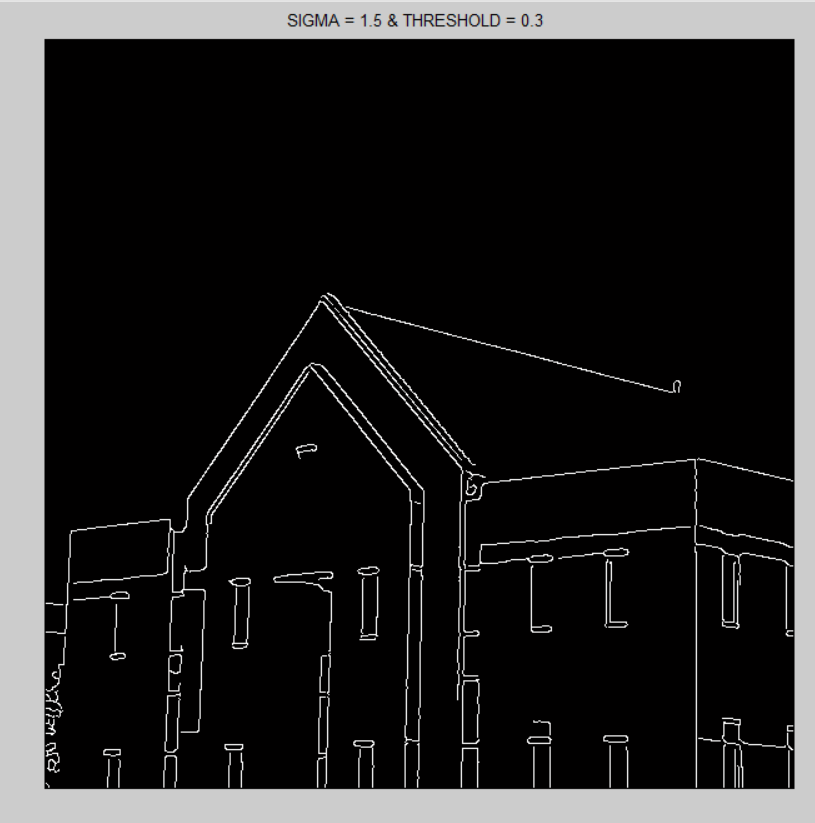 SIGMA = 1.5 & THRESHOLD = 0.3